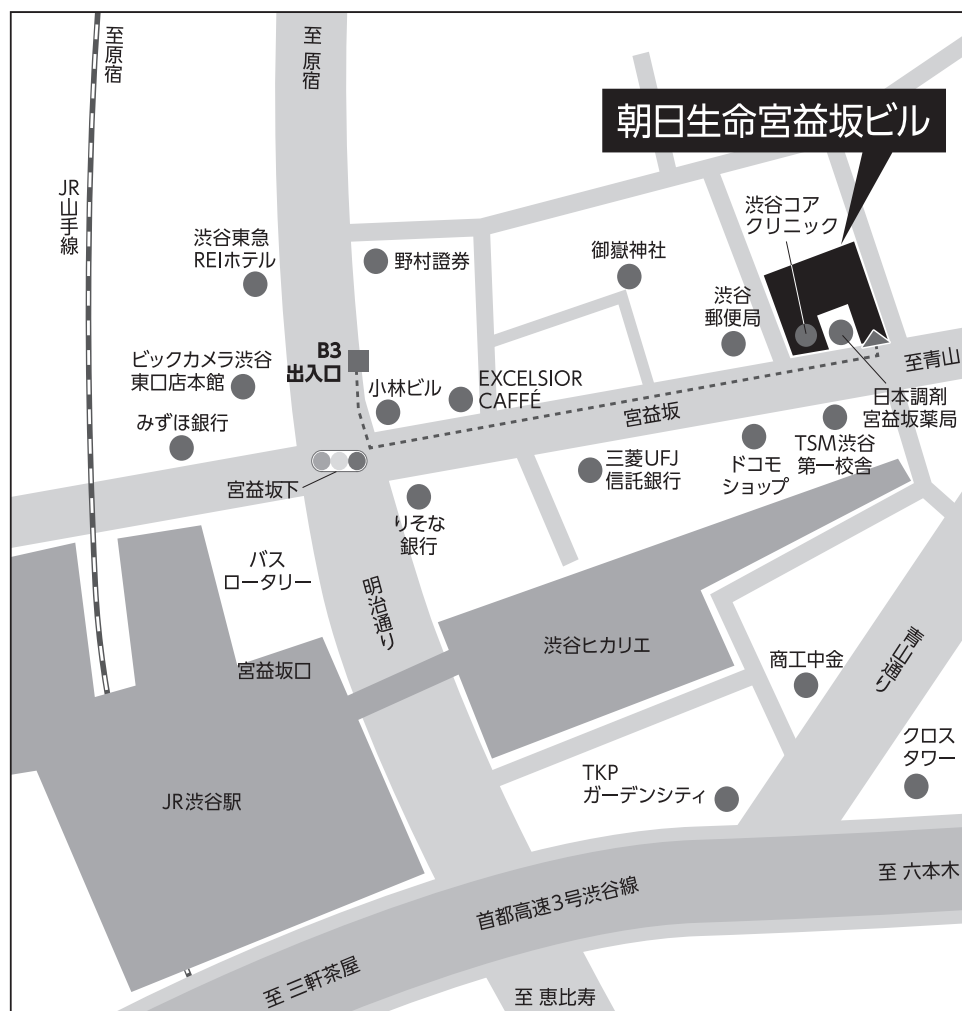 至原宿
至 原宿
朝日生命宮益坂ビル
JR山手線
渋谷コア
クリニック
渋谷東急
REIホテル
野村證券
御嶽神社
渋谷
郵便局
B3
出入口
至青山
ビックカメラ渋谷
東口店本館
小林ビル
EXCELSIOR
CAFFÉ
宮益坂
日本調剤
宮益坂薬局
みずほ銀行
TSM渋谷
第一校舎
三菱UFJ
信託銀行
ドコモ
ショップ
宮益坂下
りそな
銀行
バス
ロータリー
明治通り
宮益坂口
渋谷ヒカリエ
商工中金
青山通り
クロス
タワー
TKP
ガーデンシティ
JR渋谷駅
至 六本木
首都高速3号渋谷線
至 三軒茶屋
至 恵比寿